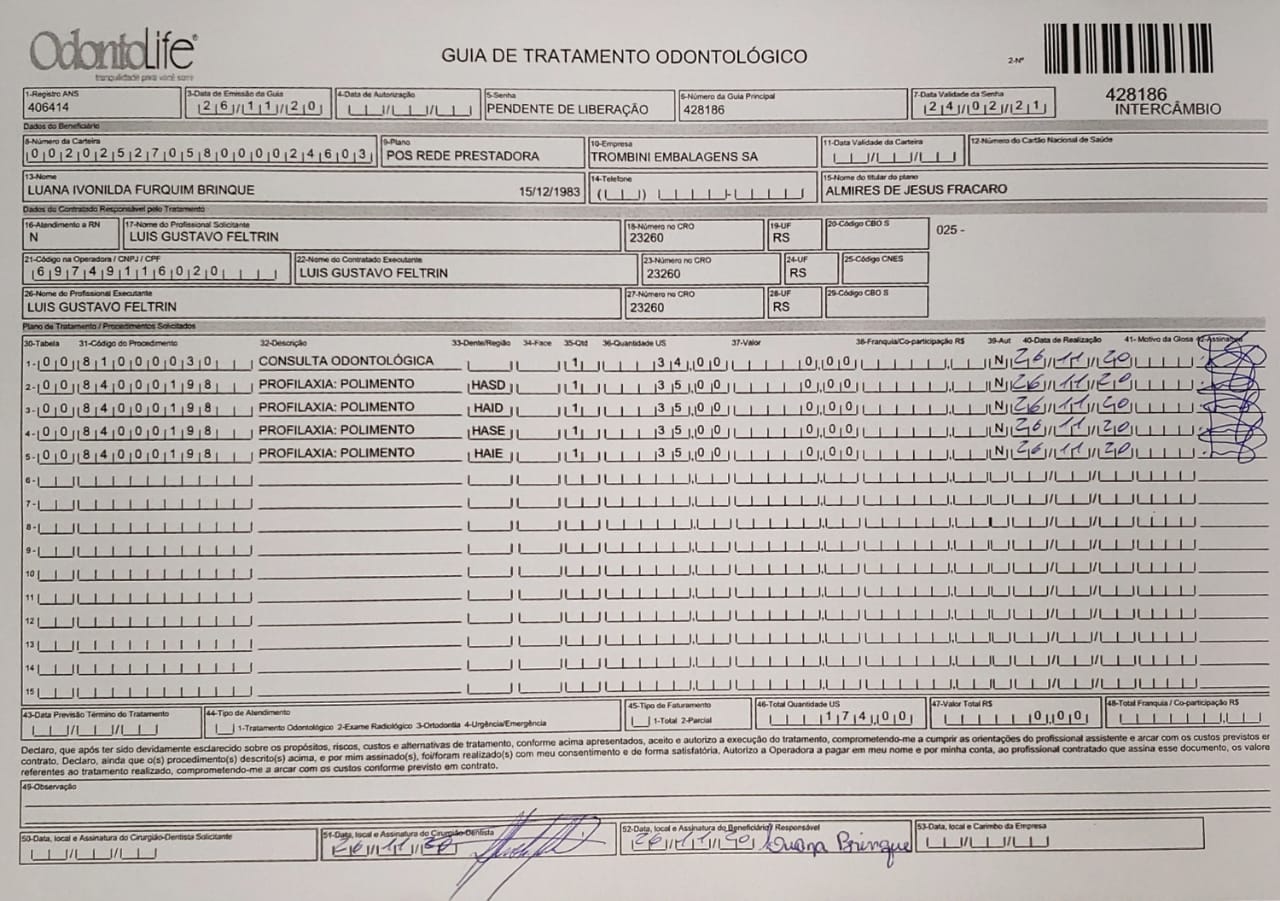 OdontoLife
tranquilidade para você sorrir
GUIA DE TRATAMENTO ODONTOLÓGICO
2-Nº
428186
INTERCÂMBIO
1-Registro ANS
406414
3-Data de Emissão da Guia
26/11/20
4-Data de Autorização
5-Senha
PENDENTE DE LIBERAÇÃO
6-Número da Guia Principal
428186
7-Data Validade da Senha
24/02/21
Dados do Beneficiário
8-Número da Carteira
00202527058000024603
9-Plano
POS REDE PRESTADORA
10-Empresa
TROMBINI EMBALAGENS SA
11-Data Validade da Carteira
12-Número do Cartão Nacional de Saúde
13-Nome
LUANA IVONILDA FURQUIM BRINQUE 15/12/1983
14-Telefone
15-Nome do titular do plano
ALMIRES DE JESUS FRACARO
Dados do Contratado Responsável pelo Tratamento
16-Atendimento a RN
N
17-Nome do Profissional Solicitante
LUIS GUSTAVO FELTRIN
18-Número no CRO
23260
19-UF
RS
20-Código CBO S
025 -
21-Código na Operadora / CNPJ / CPF
69749116020
22-Nome do Contratado Executante
LUIS GUSTAVO FELTRIN
23-Número no CRO
23260
24-UF
RS
25-Código CNES
26-Nome do Profissional Executante
LUIS GUSTAVO FELTRIN
27-Número no CRO
23260
28-UF
RS
29-Código CBO S
Plano de Tratamento / Procedimentos Solicitados
30-Tabela 31-Código do Procedimento 32-Descrição 33-Dente/Região 34-Face 35-Qtd 36-Quantidade US 37-Valor 38-Franquia/Co-participação R$ 39-Aut 40-Data de Realização 41- Motivo da Glosa
1- 00 81000030 CONSULTA ODONTOLÓGICA 1 34,00 0,00 N 26/11/20
2- 00 84000198 PROFILAXIA: POLIMENTO HASD 1 35,00 0,00 N 26/11/20
3- 00 84000198 PROFILAXIA: POLIMENTO HAID 1 35,00 0,00 N 26/11/20
4- 00 84000198 PROFILAXIA: POLIMENTO HASE 1 35,00 0,00 N 26/11/20
5- 00 84000198 PROFILAXIA: POLIMENTO HAIE 1 35,00 0,00 N 26/11/20
6-
7-
8-
9-
10
11
12
13
14
15
43-Data Previsão Término do Tratamento
44-Tipo de Atendimento
1-Tratamento Odontológico 2-Exame Radiológico 3-Ortodontia 4-Urgência/Emergência
45-Tipo de Faturamento
1-Total 2-Parcial
46-Total Quantidade US
174,00
47-Valor Total R$
0,00
48-Total Franquia / Co-participação R$
Declaro, que após ter sido devidamente esclarecido sobre os propósitos, riscos, custos e alternativas de tratamento, conforme acima apresentados, aceito e autorizo a execução do tratamento, comprometendo-me a cumprir as orientações do profissional assistente e arcar com os custos previstos er
contrato. Declaro, ainda que o(s) procedimento(s) descrito(s) acima, e por mim assinado(s), foi/foram realizado(s) com meu consentimento e de forma satisfatória. Autorizo a Operadora a pagar em meu nome e por minha conta, ao profissional contratado que assina esse documento, os valore
referentes ao tratamento realizado, comprometendo-me a arcar com os custos conforme previsto em contrato.
49-Observação
50-Data, local e Assinatura do Cirurgião-Dentista Solicitante
51-Data, local e Assinatura do Cirurgião-Dentista
26/11/20
52-Data, local e Assinatura do Beneficiário/ Responsável
26/11/20 Luana Brinque
53-Data, local e Carimbo da Empresa